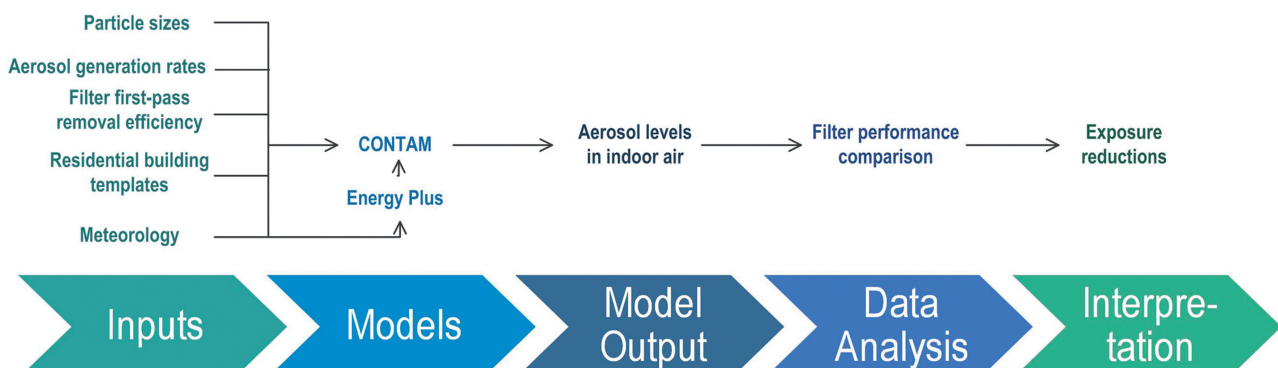 Particle sizes
Aerosol generation rates
Filter first-pass
removal efficiency
Residential building
templates
Meteorology
CONTAM
Energy Plus
Aerosol levels
in indoor air
Filter performance
comparison
Exposure
reductions
Inputs
Models
Model
Output
Data
Analysis
Interpre-
tation